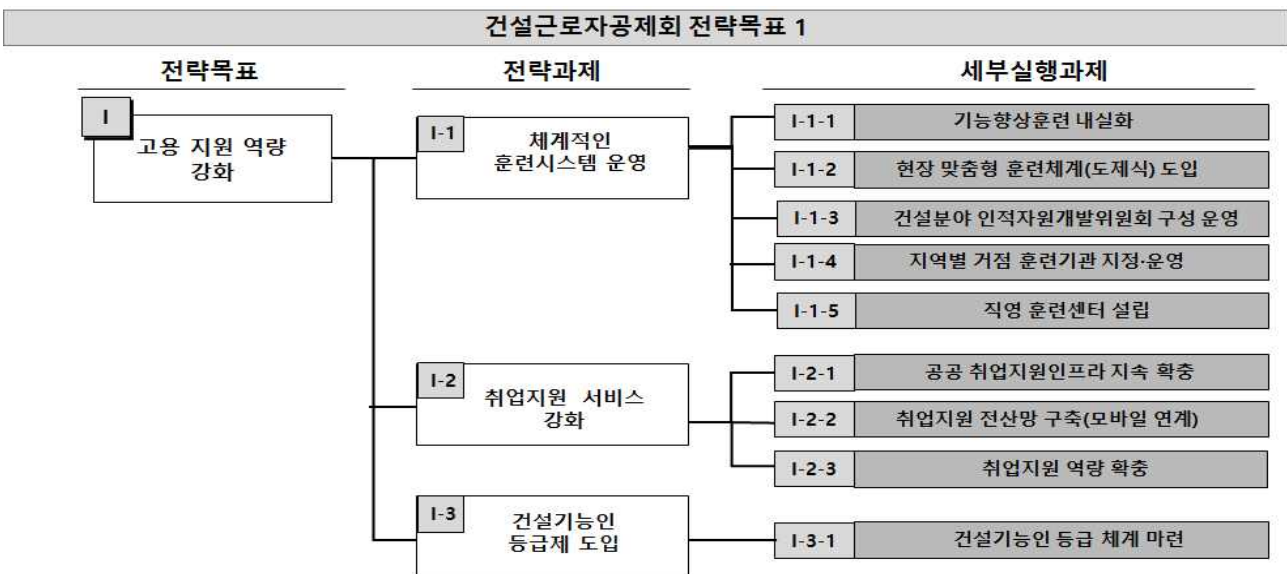 건설근로자공제회 전략목표 1
전략목표
전략과제
세부실행과제
I
고용 지원 역량
강화
I-1
체계적인
훈련시스템 운영
I-1-1
기능향상훈련 내실화
I-1-2
현장 맞춤형 훈련체계(도제식) 도입
I-1-3
건설분야 인적자원개발위원회 구성 운영
I-1-4
지역별 거점 훈련기관 지정·운영
I-1-5
직영 훈련센터 설립
I-2
취업지원 서비스
강화
I-2-1
공공 취업지원인프라 지속 확충
I-2-2
취업지원 전산망 구축(모바일 연계)
I-2-3
취업지원 역량 확충
I-3
건설기능인
등급제 도입
I-3-1
건설기능인 등급 체계 마련